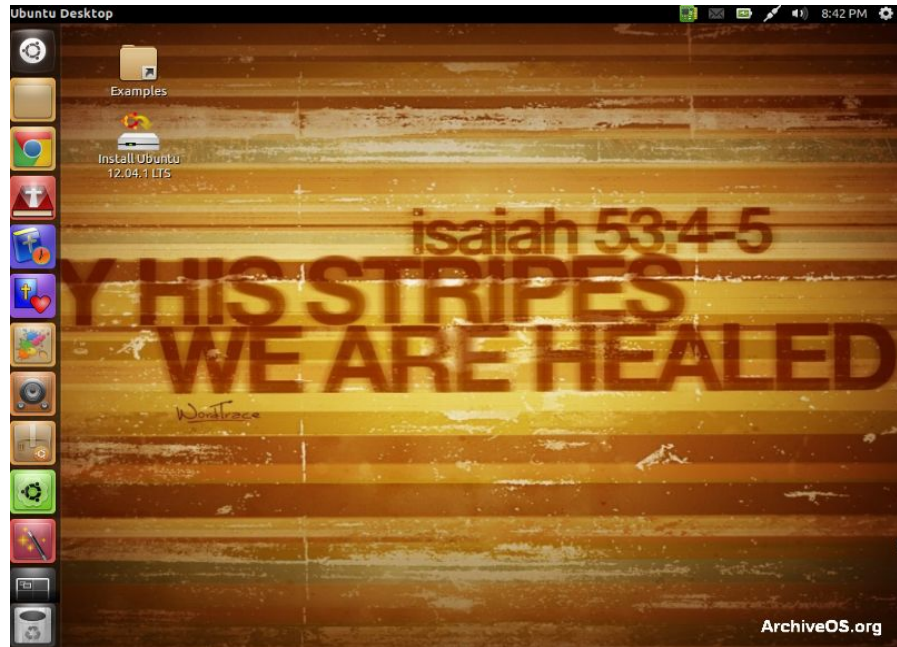 Ubuntu Desktop
8:42 PM
Examples
Install Ubuntu
12.04.1 LTS
isaiah 53:4-5
Y HIS STRIPES
WE ARE HEALED
WordTrace
ArchiveOS.org